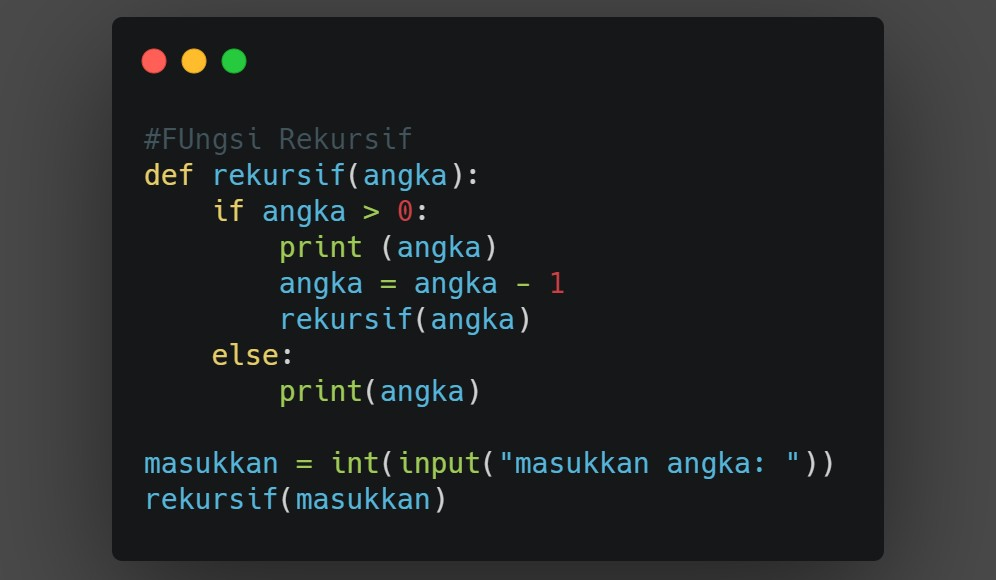 #FUngsi Rekursif
def rekursif(angka):
    if angka > 0:
        print (angka)
        angka = angka - 1
        rekursif(angka)
    else:
        print(angka)

masukkan = int(input("masukkan angka: "))
rekursif(masukkan)